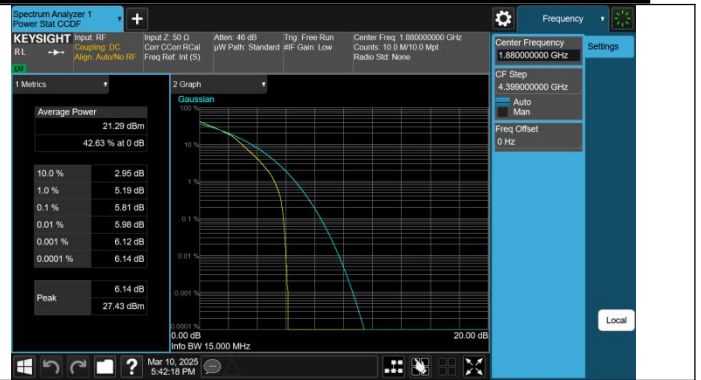 Spectrum Analyzer 1
Power Stat CCDF
Frequency
KEYSIGHT
RL
Input: RF
Coupling: DC
Align: Auto/No RF
Input Z: 50 Ω
Corr CCorr RCal
Freq Ref: Int (S)
Atten: 46 dB
µW Path: Standard
Trig: Free Run
#IF Gain: Low
Center Freq: 1.880000000 GHz
Counts: 10.0 M/10.0 Mpt
Radio Std: None
1 Metrics
Average Power
21.29 dBm
42.63 % at 0 dB
10.0 % 2.95 dB
1.0 % 5.19 dB
0.1 % 5.81 dB
0.01 % 5.98 dB
0.001 % 6.12 dB
0.0001 % 6.14 dB
Peak
6.14 dB
27.43 dBm
2 Graph
Gaussian
100 %
10 %
1 %
0.1 %
0.01 %
0.001 %
0.0001 %
0.00 dB
20.00 dB
Info BW 15.000 MHz
Center Frequency
1.880000000 GHz
Settings
CF Step
4.399000000 GHz
Auto
Man
Freq Offset
0 Hz
Local
Mar 10, 2025
5:42:18 PM